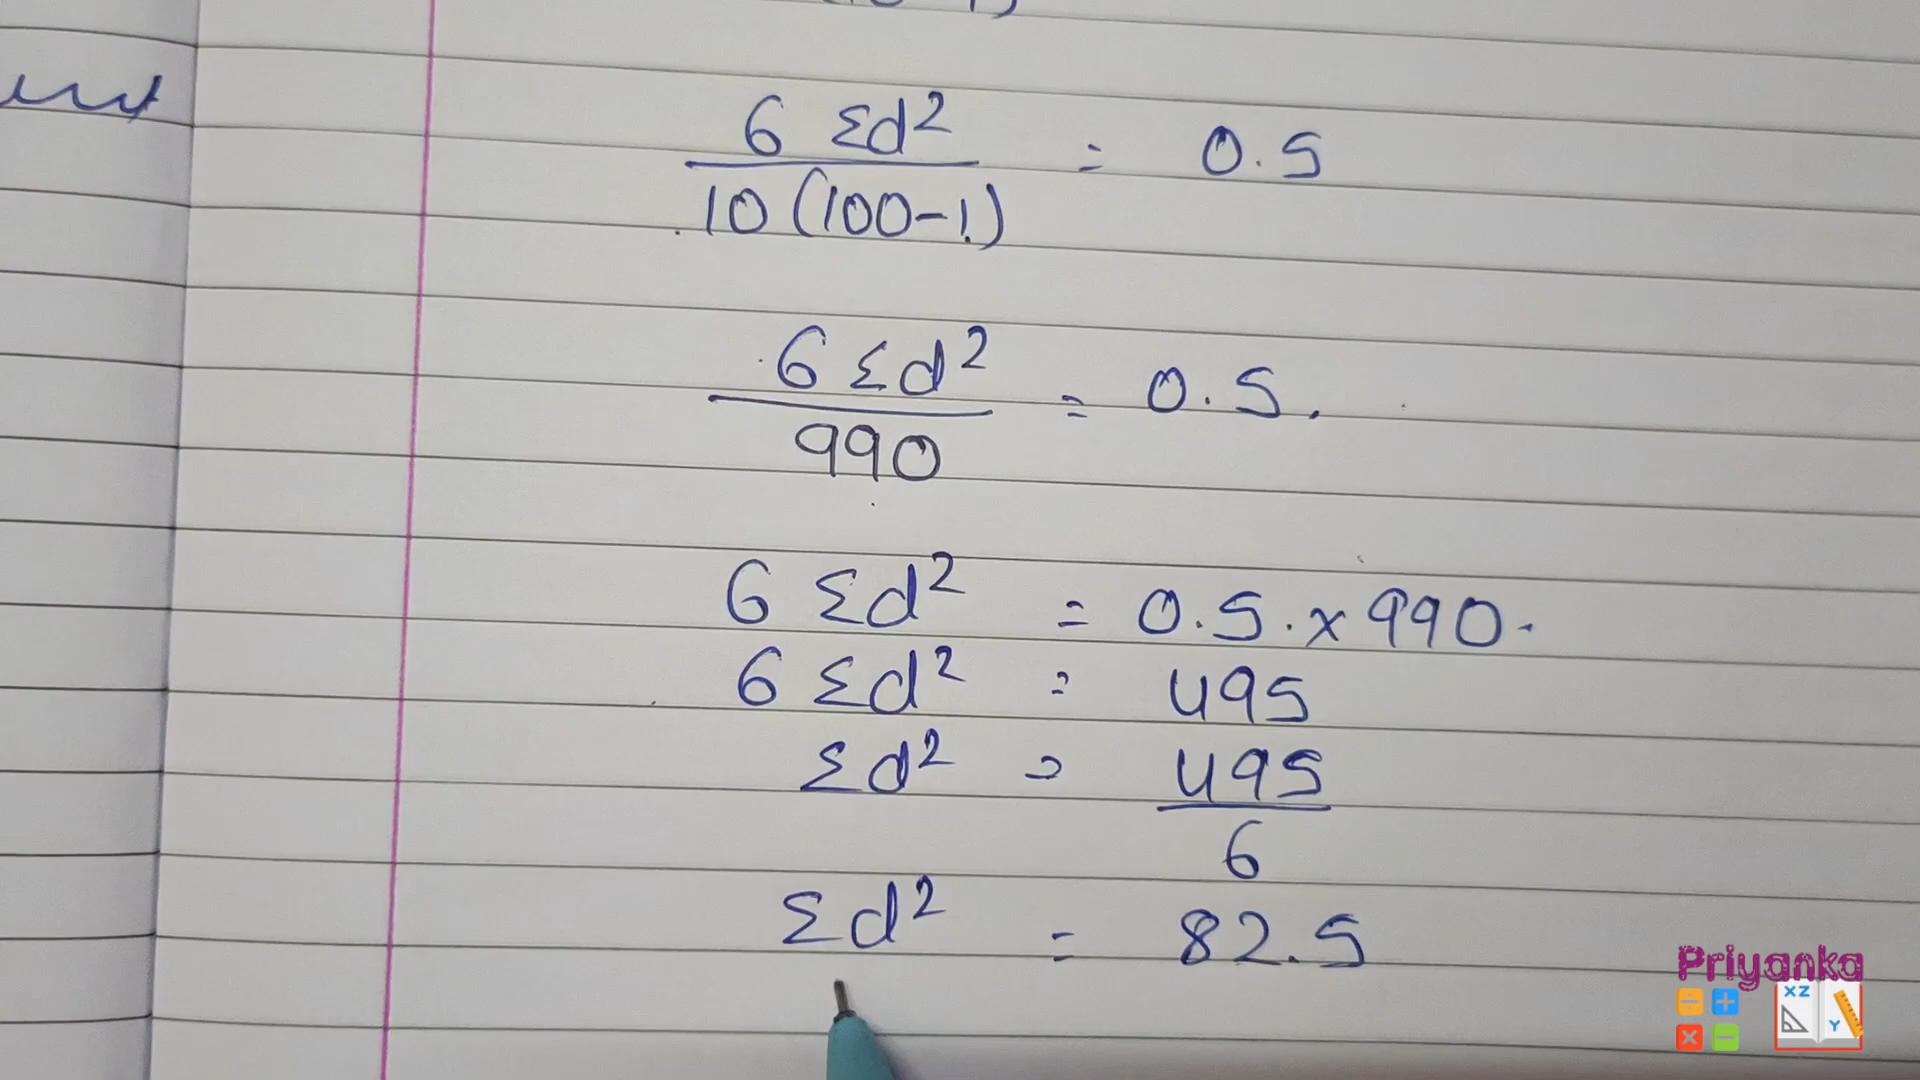 6 Σd²
10 (100-1) = 0.5
6 Σd²
990 = 0.5.
6 Σd² = 0.5 × 990.
6 Σd² = 495
Σd² = 495
6
Σd² = 82.5
Priyanka
XZ
Y